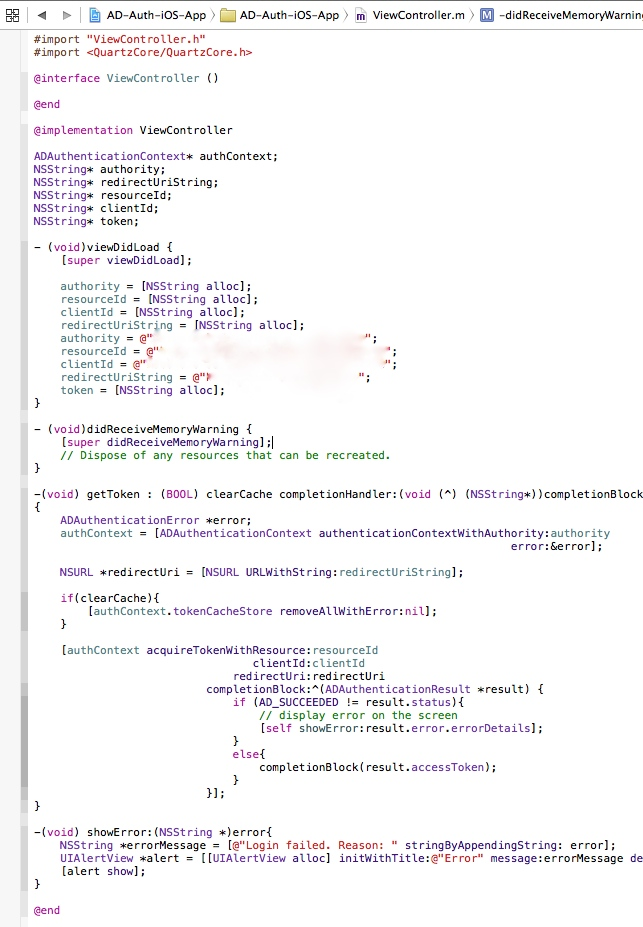 AD-Auth-iOS-App AD-Auth-iOS-App ViewController.m M -didReceiveMemoryWarning
#import "ViewController.h"
#import <QuartzCore/QuartzCore.h>
@interface ViewController ()
@end
@implementation ViewController
ADAuthenticationContext* authContext;
NSString* authority;
NSString* redirectUriString;
NSString* resourceId;
NSString* clientId;
NSString* token;
- (void)viewDidLoad {
[super viewDidLoad];
authority = [NSString alloc];
resourceId = [NSString alloc];
clientId = [NSString alloc];
redirectUriString = [NSString alloc];
authority = @" ";
resourceId = @" ";
clientId = @" ";
redirectUriString = @" ";
token = [NSString alloc];
}
- (void)didReceiveMemoryWarning {
[super didReceiveMemoryWarning];
// Dispose of any resources that can be recreated.
}
-(void) getToken : (BOOL) clearCache completionHandler:(void (^) (NSString*))completionBlock
{
ADAuthenticationError *error;
authContext = [ADAuthenticationContext authenticationContextWithAuthority:authority
error:&error];
NSURL *redirectUri = [NSURL URLWithString:redirectUriString];
if(clearCache){
[authContext.tokenCacheStore removeAllWithError:nil];
}
[authContext acquireTokenWithResource:resourceId
clientId:clientId
redirectUri:redirectUri
completionBlock:^(ADAuthenticationResult *result) {
if (AD_SUCCEEDED != result.status){
// display error on the screen
[self showError:result.error.errorDetails];
}
else{
completionBlock(result.accessToken);
}
}];
}
-(void) showError:(NSString *)error{
NSString *errorMessage = [@"Login failed. Reason: " stringByAppendingString: error];
UIAlertView *alert = [[UIAlertView alloc] initWithTitle:@"Error" message:errorMessage de
[alert show];
}
@end